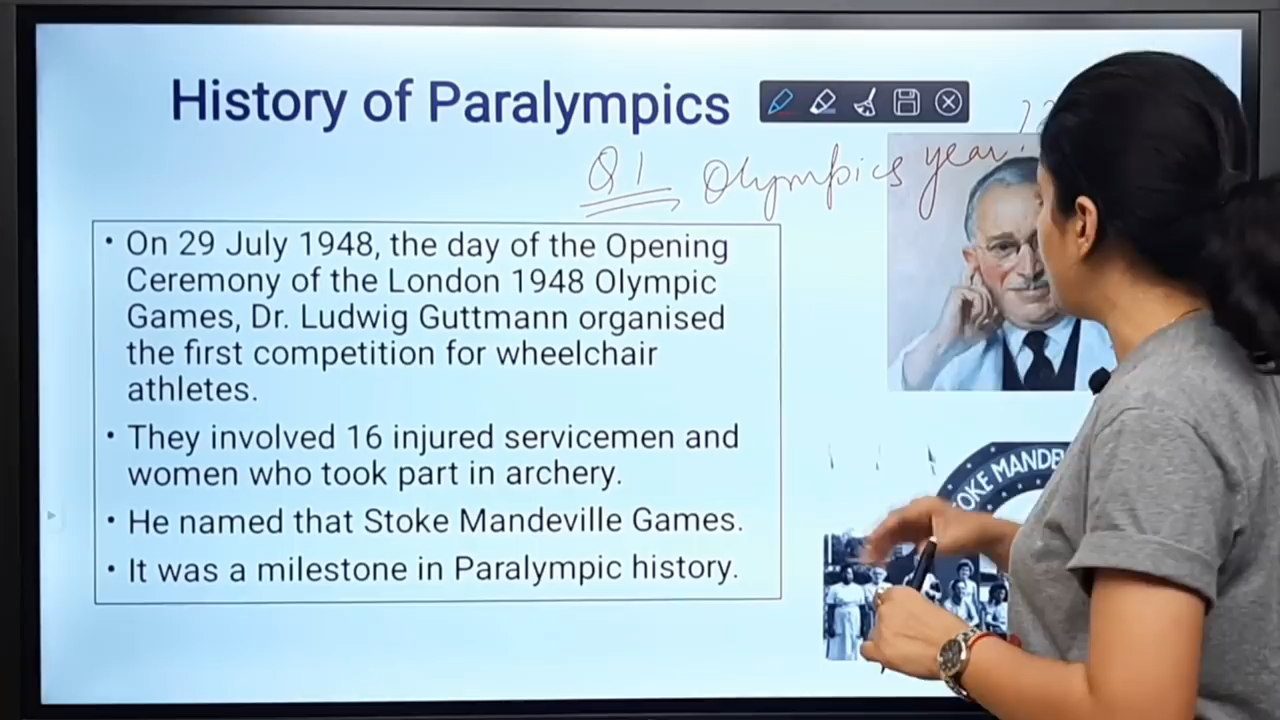 History of Paralympics
Q1 Olympics year?
• On 29 July 1948, the day of the Opening
Ceremony of the London 1948 Olympic
Games, Dr. Ludwig Guttmann organised
the first competition for wheelchair
athletes.
• They involved 16 injured servicemen and
women who took part in archery.
• He named that Stoke Mandeville Games.
• It was a milestone in Paralympic history.